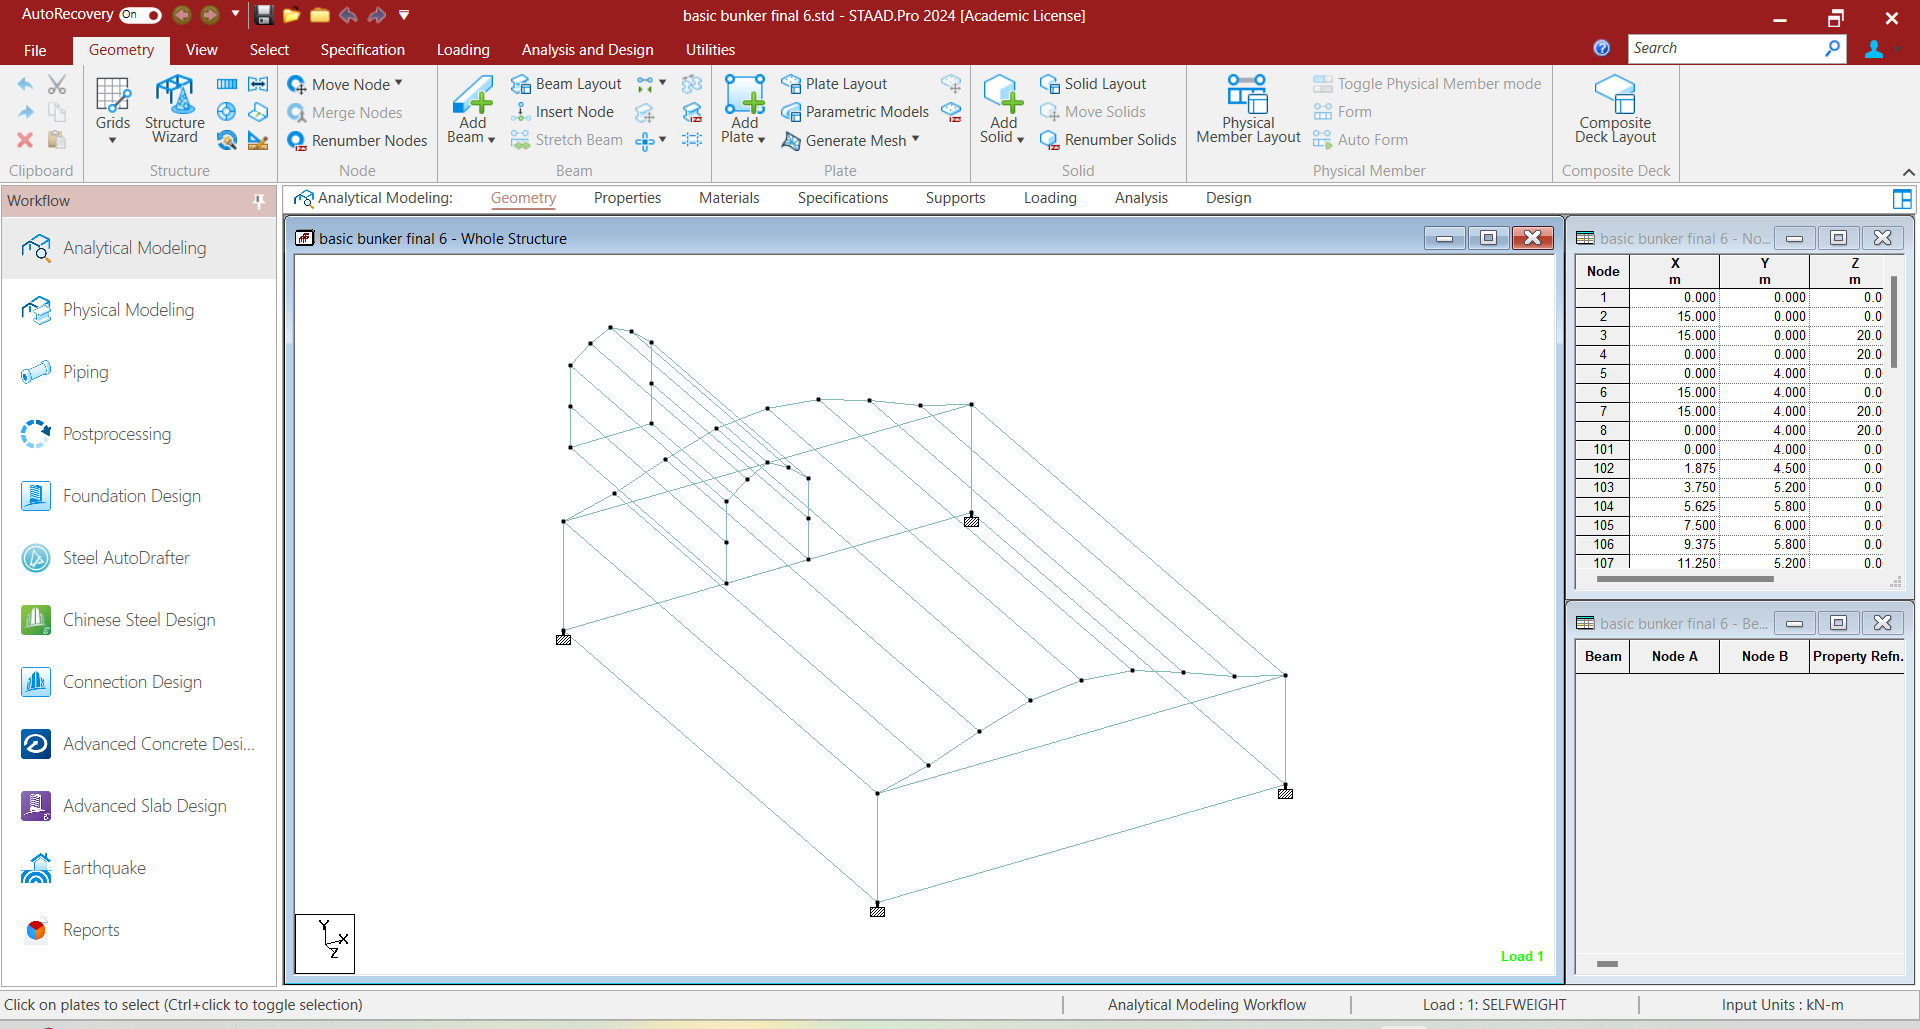 AutoRecovery On basic bunker final 6.std - STAAD.Pro 2024 [Academic License]
File Geometry View Select Specification Loading Analysis and Design Utilities Search
Move Node Beam Layout Plate Layout Solid Layout Toggle Physical Member mode
Merge Nodes Insert Node Parametric Models Move Solids Form
Renumber Nodes Stretch Beam Generate Mesh Renumber Solids Auto Form
Grids Structure Wizard Add Beam Add Plate Add Solid Physical Member Layout Composite Deck Layout
Clipboard Structure Node Beam Plate Solid Physical Member Composite Deck
Workflow
Analytical Modeling
Physical Modeling
Piping
Postprocessing
Foundation Design
Steel AutoDrafter
Chinese Steel Design
Connection Design
Advanced Concrete Desi...
Advanced Slab Design
Earthquake
Reports
Analytical Modeling: Geometry Properties Materials Specifications Supports Loading Analysis Design
basic bunker final 6 - Whole Structure
Y
X
Z
Load 1
basic bunker final 6 - No...
Node X m Y m Z m
1 0.000 0.000 0.0
2 15.000 0.000 0.0
3 15.000 0.000 20.0
4 0.000 0.000 20.0
5 0.000 4.000 0.0
6 15.000 4.000 0.0
7 15.000 4.000 20.0
8 0.000 4.000 20.0
101 0.000 4.000 0.0
102 1.875 4.500 0.0
103 3.750 5.200 0.0
104 5.625 5.800 0.0
105 7.500 6.000 0.0
106 9.375 5.800 0.0
107 11.250 5.200 0.0
basic bunker final 6 - Be...
Beam Node A Node B Property Refn.
Click on plates to select (Ctrl+click to toggle selection) Analytical Modeling Workflow Load : 1: SELFWEIGHT Input Units : kN-m